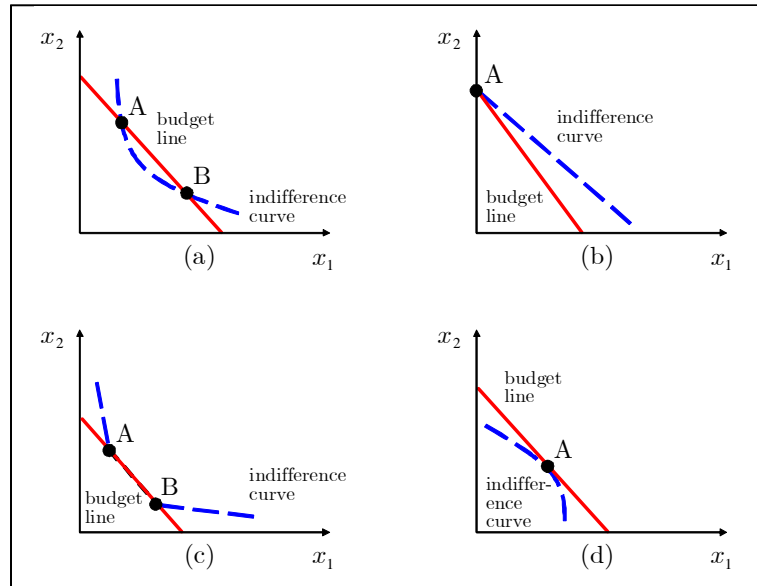 x₂
A
budget
line
B
indifference
curve
(a)
x₁
x₂
A
indifference
curve
budget
line
(b)
x₁
x₂
A
budget
line
B
indifference
curve
(c)
x₁
x₂
budget
line
A
indiffer-
ence
curve
(d)
x₁